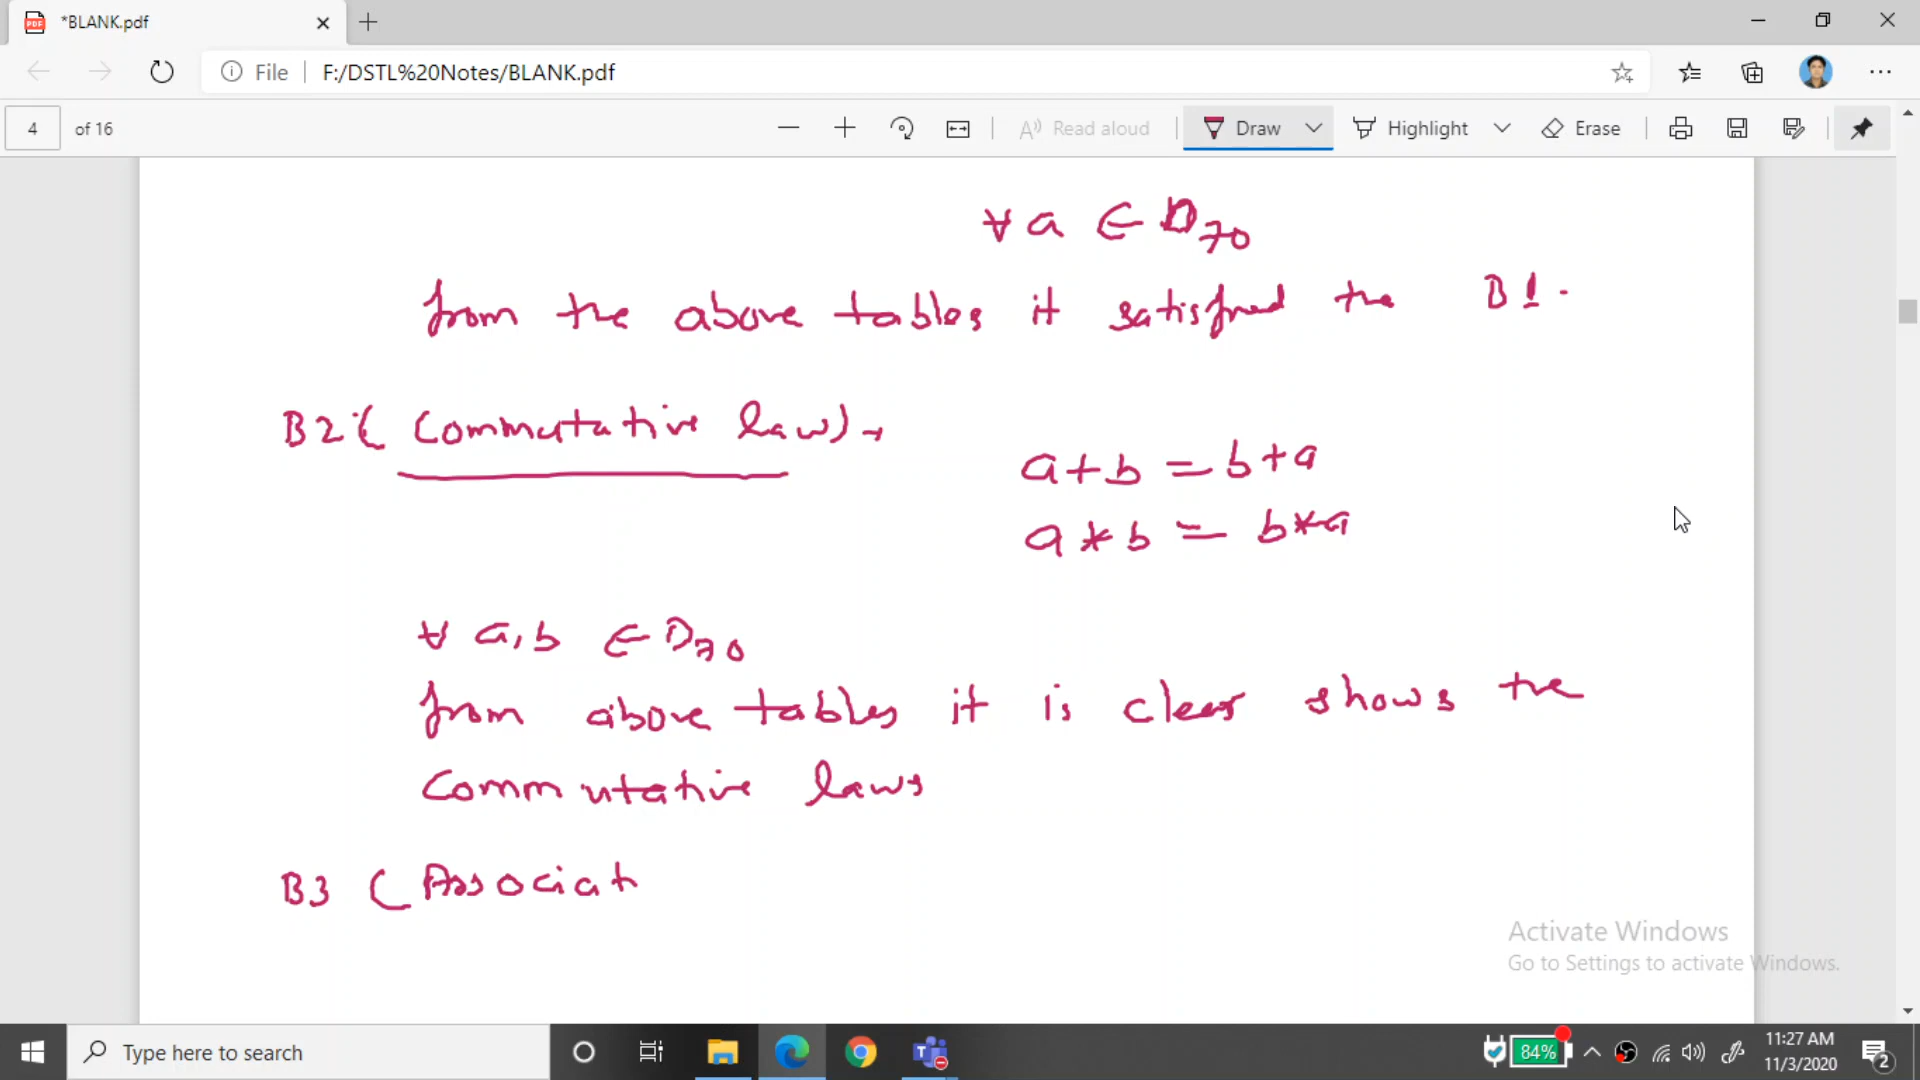 *BLANK.pdf
File F:/DSTL%20Notes/BLANK.pdf
4 of 16 Read aloud Draw Highlight Erase
∀ a ∈ D70
from the above tables it satisfied the B1.
B2 (Commutative law) →
a+b = b+a
a * b = b*a
∀ a,b ∈ D70
from above tables it is clear shows the
Commutative laws
B3 (Associat
Activate Windows
Go to Settings to activate Windows.
Type here to search
84%
11:27 AM
11/3/2020
2